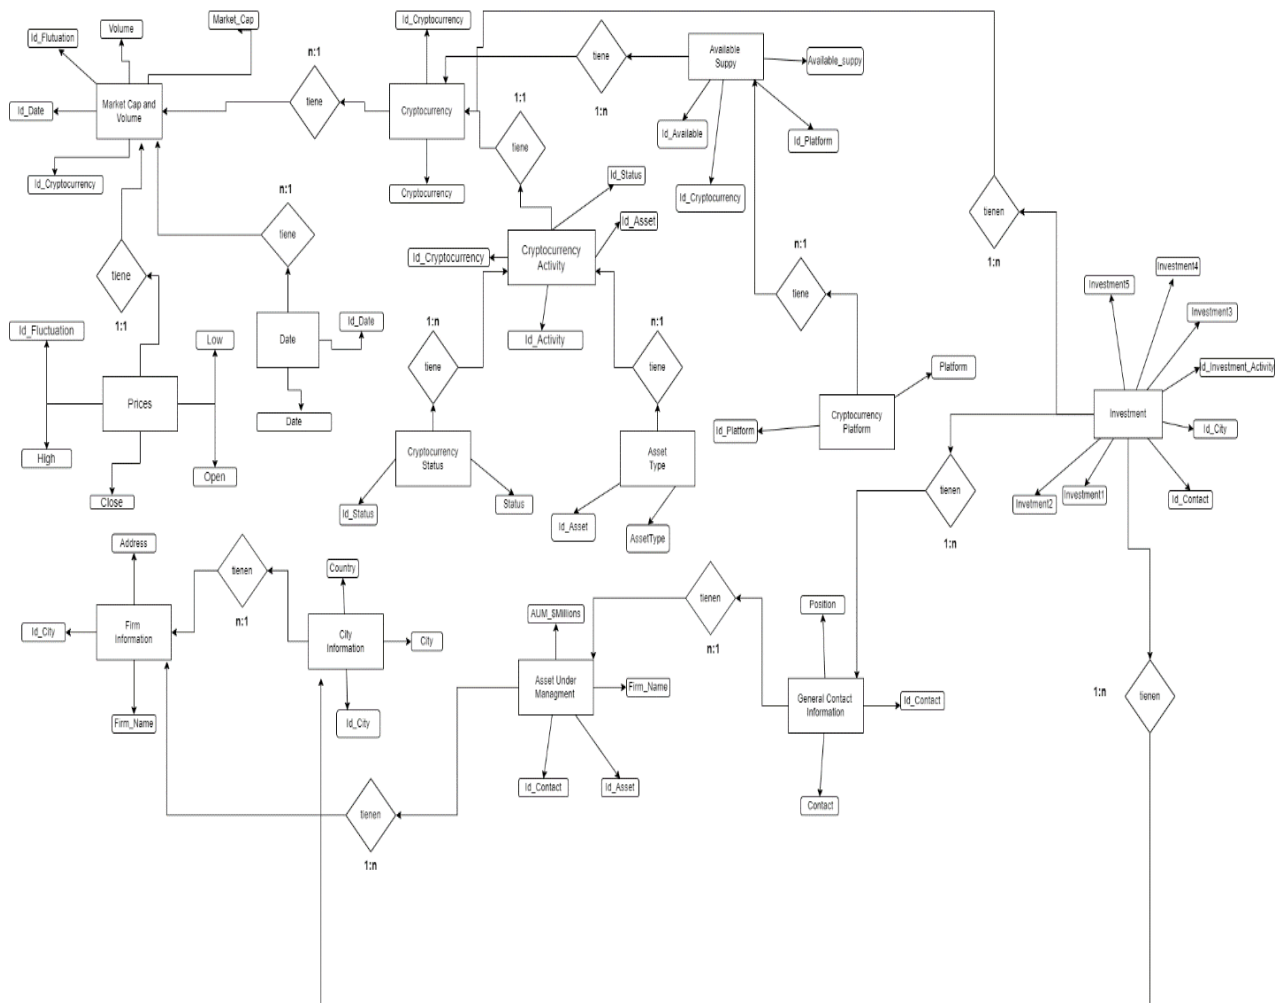 Market_Cap
Volume
Id_Flutuation
Id_Date
Market Cap and
Volume
Id_Cryptocurrency
n:1
tiene
Id_Cryptocurrency
Cryptocurrency
Cryptocurrency
1:1
tiene
tiene
1:n
Available
Suppy
Available_suppy
Id_Available
Id_Platform
Id_Cryptocurrency
n:1
tiene
tiene
1:1
Id_Status
Id_Asset
Cryptocurrency
Activity
Id_Cryptocurrency
Id_Activity
tienen
1:n
n:1
tiene
Investment5
Investment4
Investment3
Id_Investment_Activity
Investment
Id_City
Id_Contact
Investment1
Invetment2
Id_Fluctuation
Low
Prices
High
Close
Open
Date
Id_Date
Date
1:n
tiene
n:1
tiene
Platform
Cryptocurrency
Platform
Id_Platform
Cryptocurrency
Status
Id_Status
Status
Asset
Type
Id_Asset
AssetType
tienen
1:n
Address
Firm
Information
Id_City
Firm_Name
tienen
n:1
Country
City
Information
City
Id_City
AUM_$Millions
Asset Under
Managment
Firm_Name
Id_Contact
Id_Asset
tienen
n:1
Position
General Contact
Information
Id_Contact
Contact
1:n
tienen
tienen
1:n